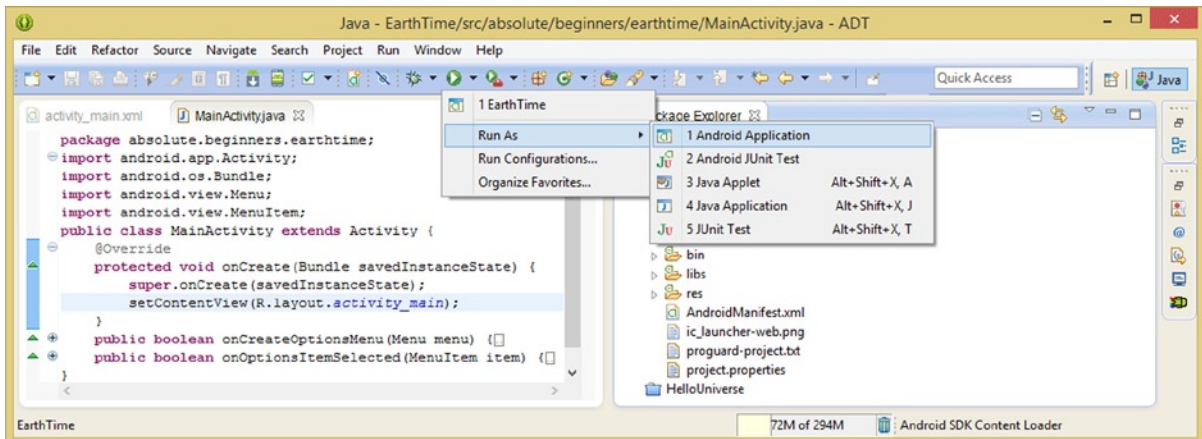 Java - EarthTime/src/absolute/beginners/earthtime/MainActivity.java - ADT
File Edit Refactor Source Navigate Search Project Run Window Help
Quick Access
Java
activity_main.xml
MainActivity.java
package absolute.beginners.earthtime;
import android.app.Activity;
import android.os.Bundle;
import android.view.Menu;
import android.view.MenuItem;
public class MainActivity extends Activity {
@Override
protected void onCreate(Bundle savedInstanceState) {
super.onCreate(savedInstanceState);
setContentView(R.layout.activity_main);
}
public boolean onCreateOptionsMenu(Menu menu) {
public boolean onOptionsItemSelected(MenuItem item) {
}
1 EarthTime
Run As
Run Configurations...
Organize Favorites...
ckage Explorer
1 Android Application
2 Android JUnit Test
3 Java Applet Alt+Shift+X, A
4 Java Application Alt+Shift+X, J
5 JUnit Test Alt+Shift+X, T
bin
libs
res
AndroidManifest.xml
ic_launcher-web.png
proguard-project.txt
project.properties
HelloUniverse
EarthTime
72M of 294M
Android SDK Content Loader